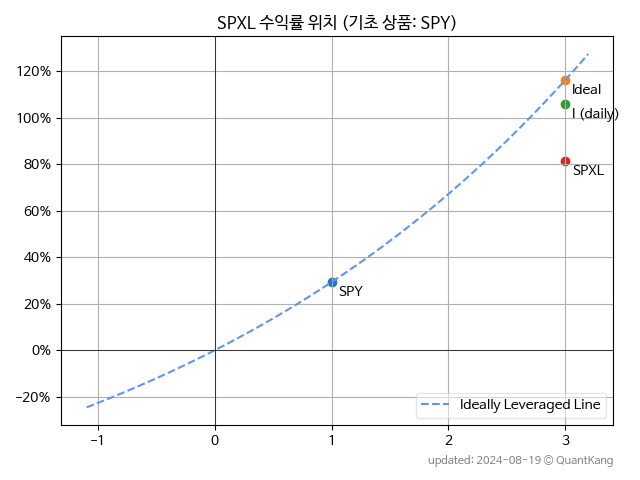 SPXL 수익률 위치 (기초 상품: SPY)
120%
100%
80%
60%
40%
20%
0%
−20%
Ideal
I (daily)
SPXL
SPY
Ideally Leveraged Line
−1
0
1
2
3
updated: 2024-08-19 © QuantKang